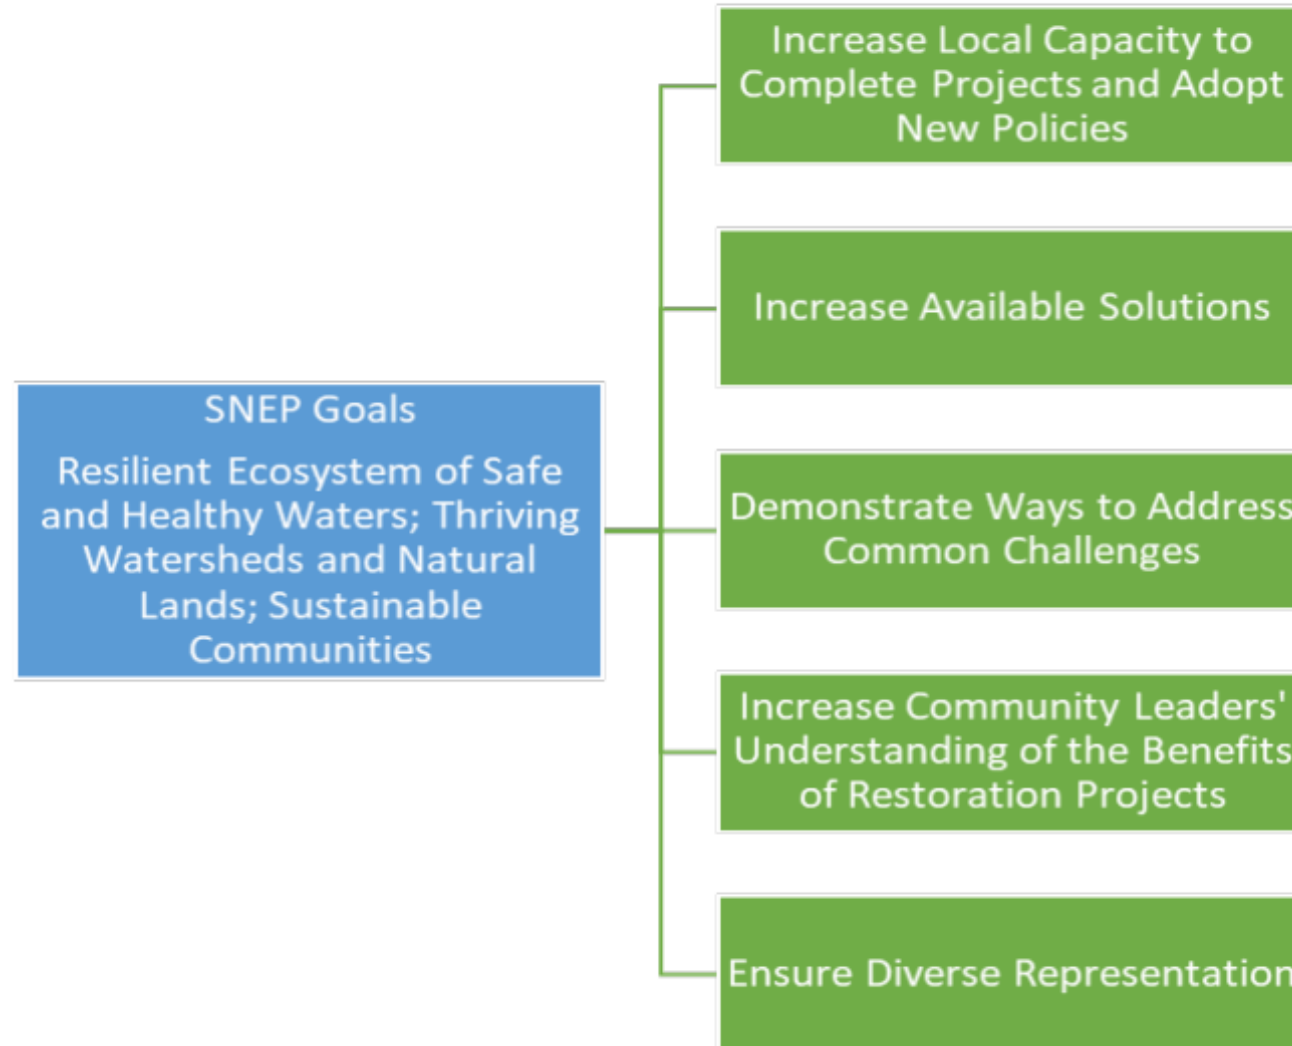 SNEP Goals
Resilient Ecosystem of Safe
and Healthy Waters; Thriving
Watersheds and Natural
Lands; Sustainable
Communities
Increase Local Capacity to
Complete Projects and Adopt
New Policies
Increase Available Solutions
Demonstrate Ways to Address
Common Challenges
Increase Community Leaders'
Understanding of the Benefits
of Restoration Projects
Ensure Diverse Representation